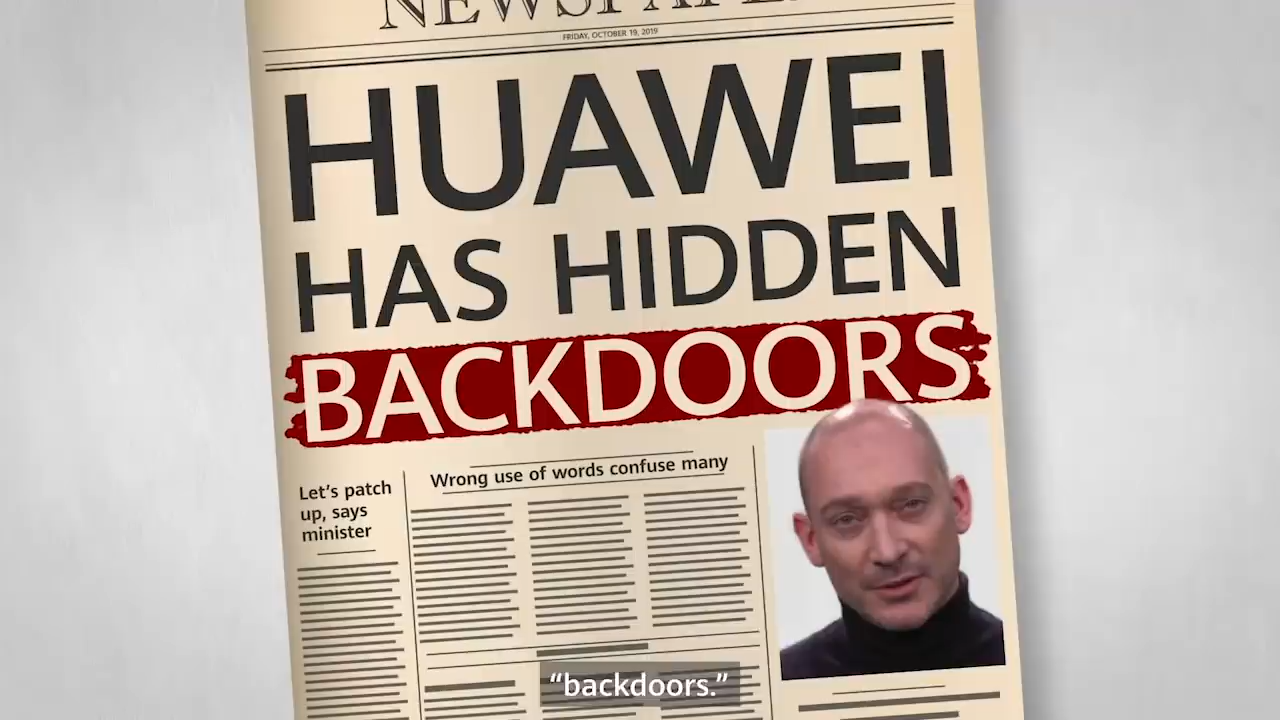 FRIDAY, OCTOBER 19, 2019
HUAWEI
HAS HIDDEN
BACKDOORS
Let’s patch
up, says
minister
Wrong use of words confuse many
“backdoors.”